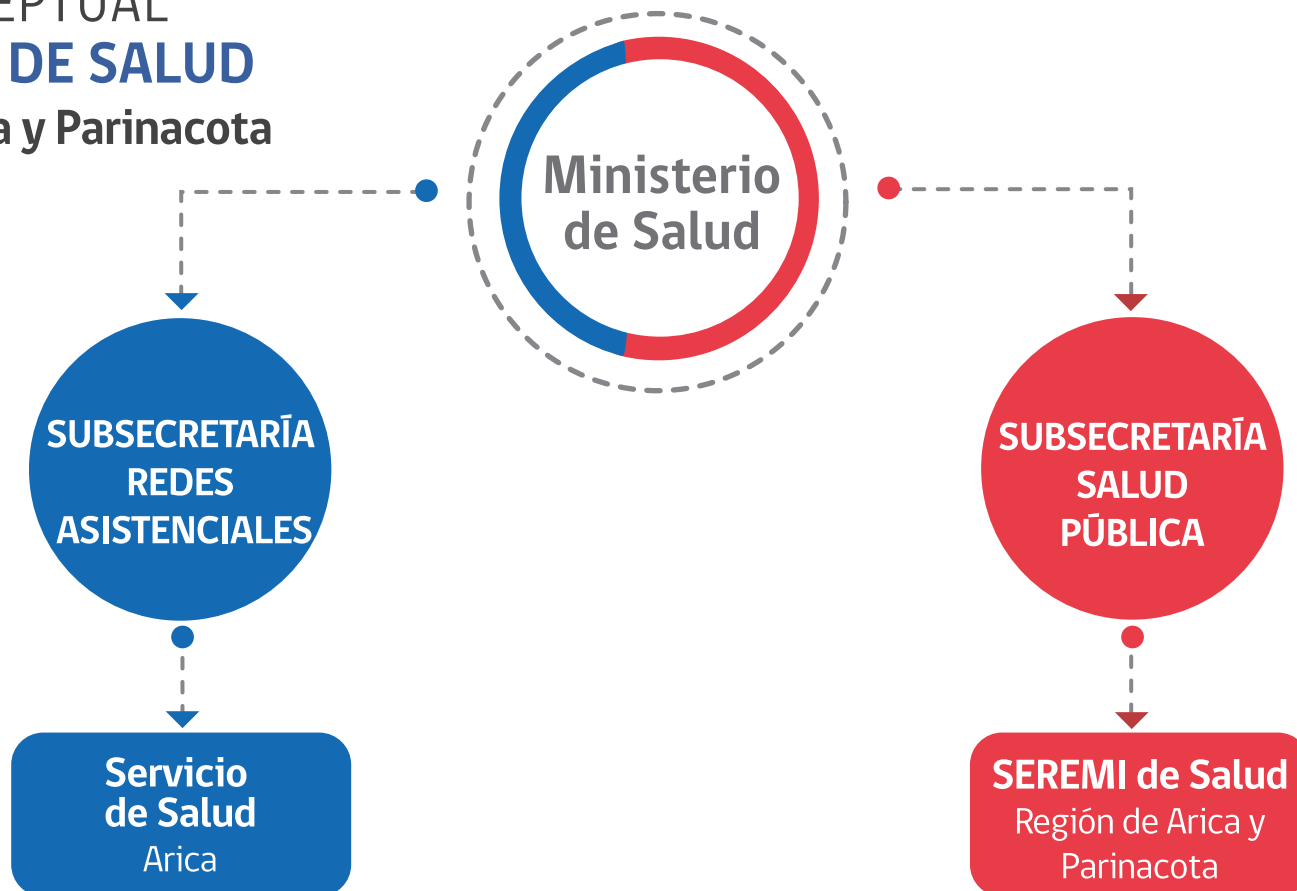 EPTUAL
DE SALUD
a y Parinacota
Ministerio
de Salud
SUBSECRETARÍA
REDES
ASISTENCIALES
SUBSECRETARÍA
SALUD
PÚBLICA
Servicio
de Salud
Arica
SEREMI de Salud
Región de Arica y
Parinacota